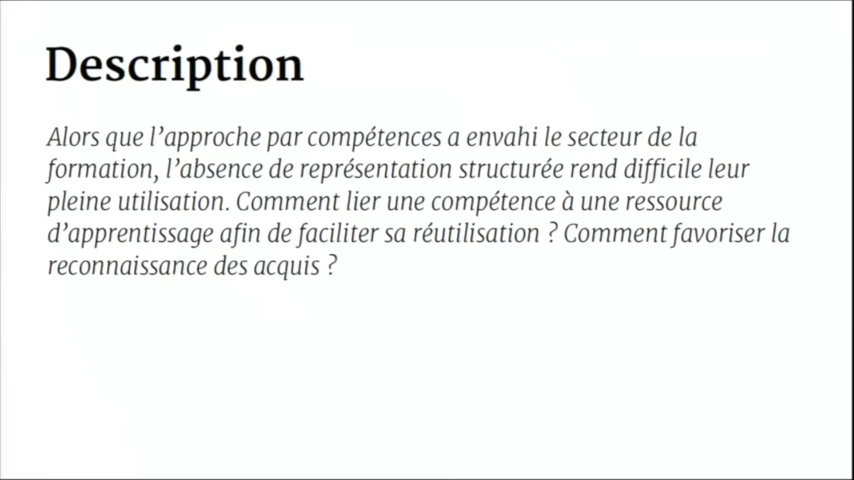 Description
Alors que l’approche par compétences a envahi le secteur de la
formation, l’absence de représentation structurée rend difficile leur
pleine utilisation. Comment lier une compétence à une ressource
d’apprentissage afin de faciliter sa réutilisation ? Comment favoriser la
reconnaissance des acquis ?